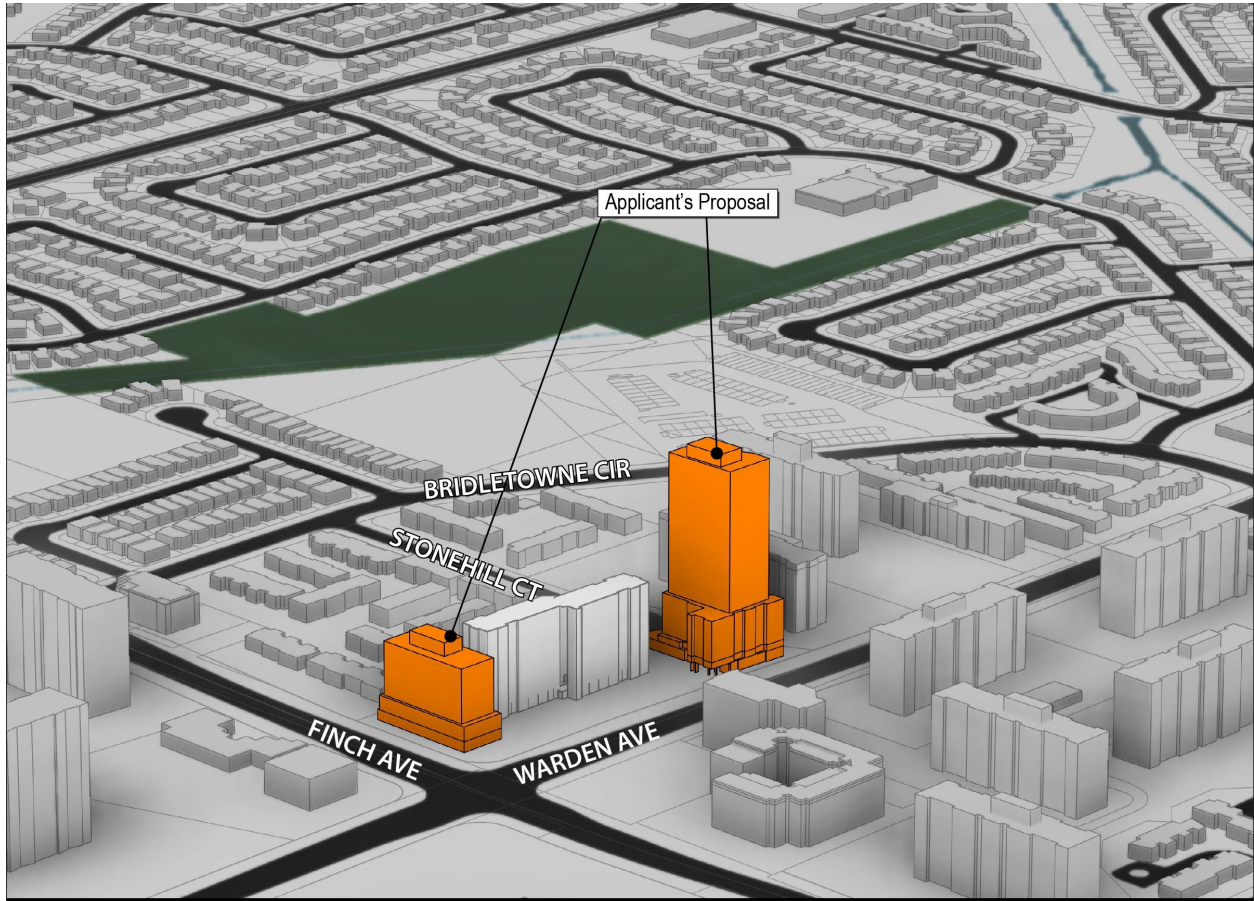 Applicant's Proposal
BRIDLETOWNE CIR
STONEHILL CT
FINCH AVE
WARDEN AVE